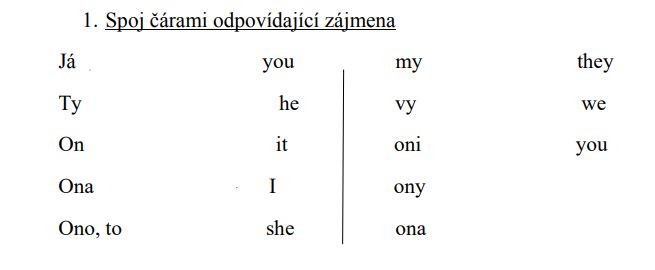 1. Spoj čárami odpovídající zájmena
Já you my they
Ty he vy we
On it oni you
Ona I ony
Ono, to she ona